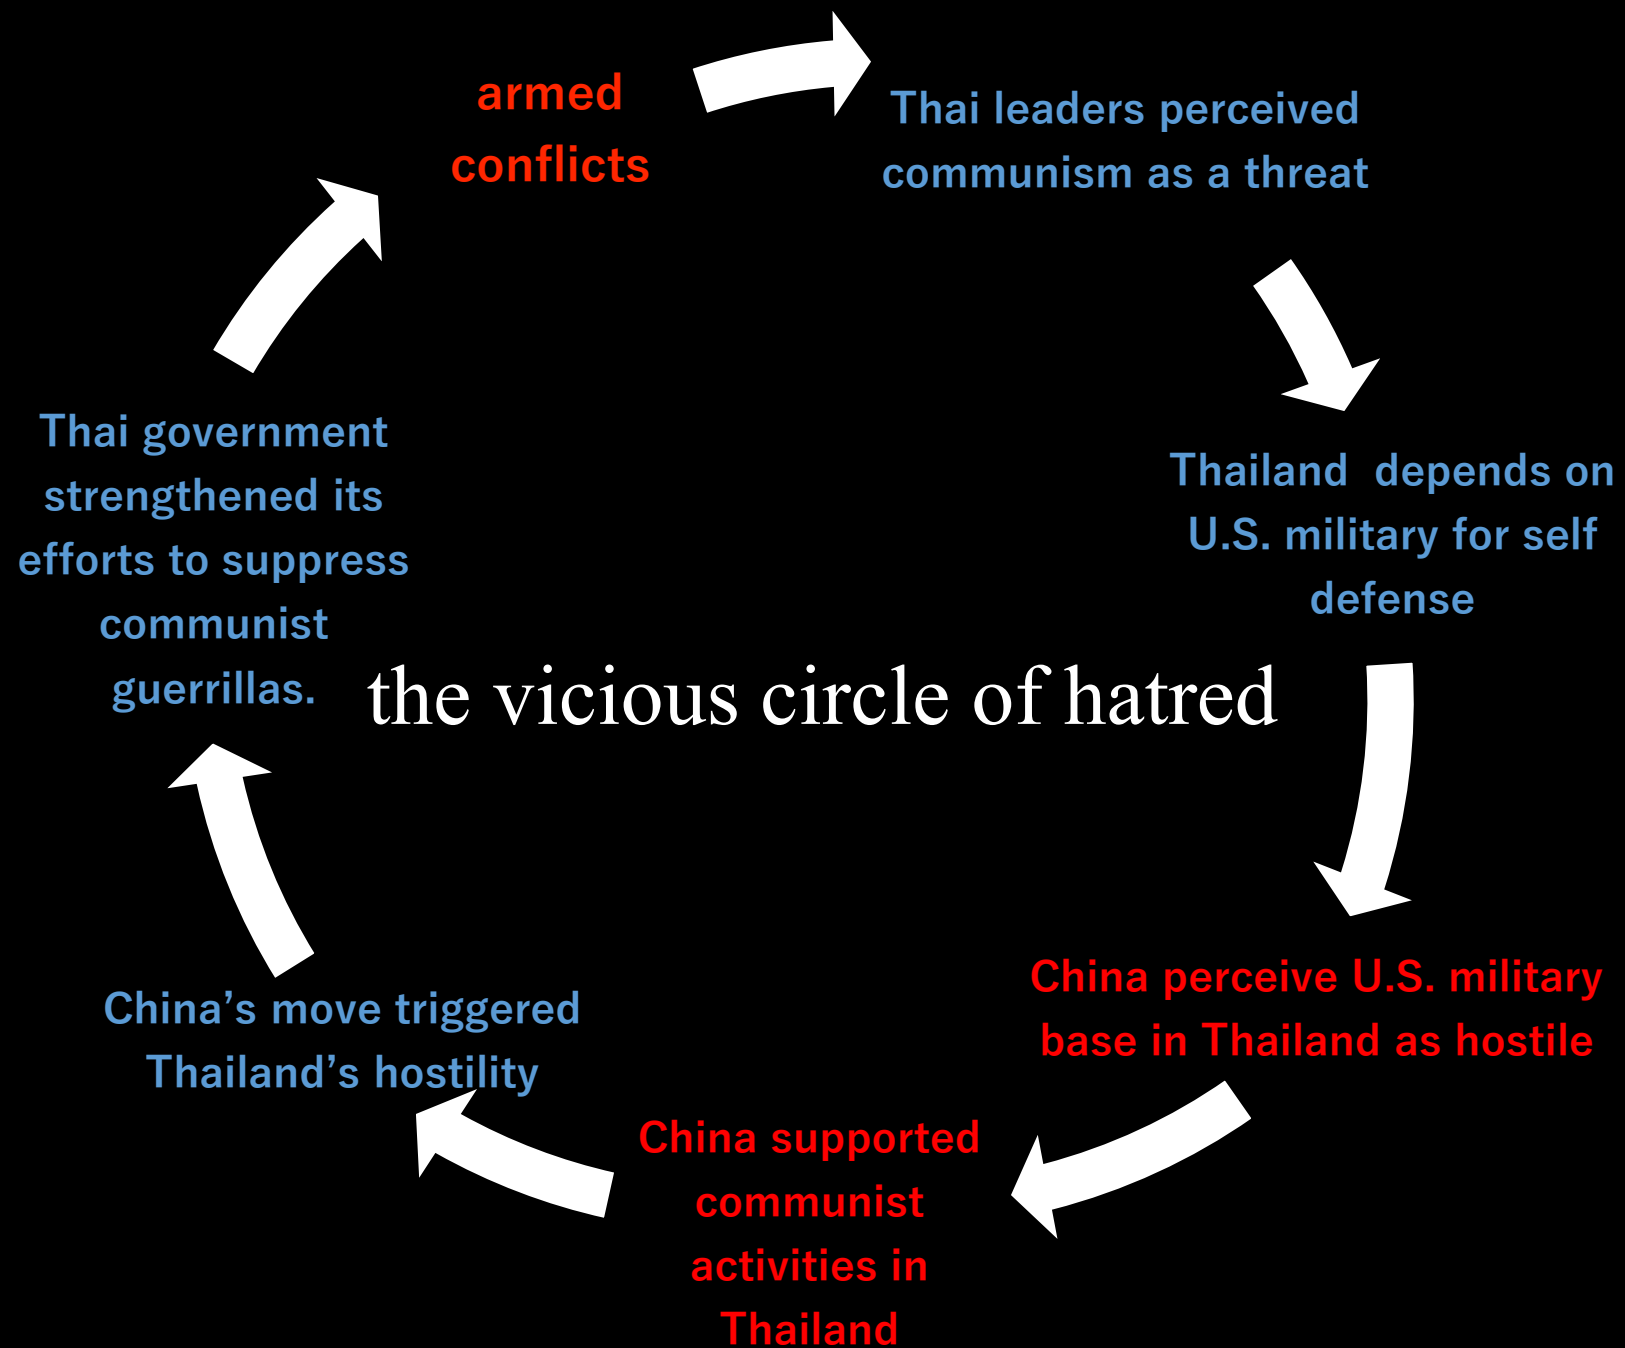 armed
conflicts
Thai leaders perceived
communism as a threat
Thailand  depends on
U.S. military for self
defense
China perceive U.S. military
base in Thailand as hostile
China supported
communist
activities in
Thailand
China’s move triggered
Thailand’s hostility
Thai government
strengthened its
efforts to suppress
communist
guerrillas.
the vicious circle of hatred